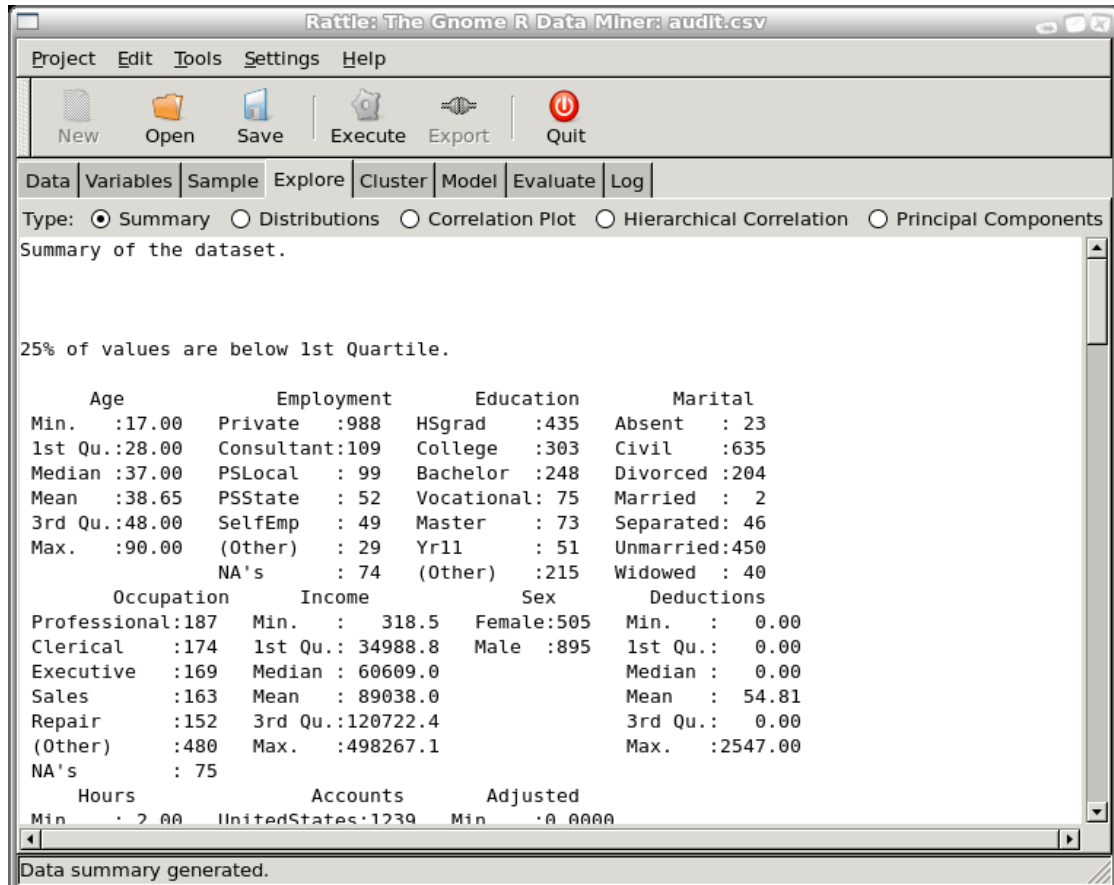 Rattle: The Gnome R Data Miner: audit.csv
Project Edit Tools Settings Help
New Open Save Execute Export Quit
Data Variables Sample Explore Cluster Model Evaluate Log
Type: Summary Distributions Correlation Plot Hierarchical Correlation Principal Components
Summary of the dataset.
25% of values are below 1st Quartile.
Age Employment Education Marital
Min. :17.00 Private :988 HSgrad :435 Absent : 23
1st Qu.:28.00 Consultant:109 College :303 Civil :635
Median :37.00 PSLocal : 99 Bachelor :248 Divorced :204
Mean :38.65 PSState : 52 Vocational: 75 Married : 2
3rd Qu.:48.00 SelfEmp : 49 Master : 73 Separated: 46
Max. :90.00 (Other) : 29 Yr11 : 51 Unmarried:450
NA's : 74 (Other) :215 Widowed : 40
Occupation Income Sex Deductions
Professional:187 Min. : 318.5 Female:505 Min. : 0.00
Clerical :174 1st Qu.: 34988.8 Male :895 1st Qu.: 0.00
Executive :169 Median : 60609.0 Median : 0.00
Sales :163 Mean : 89038.0 Mean : 54.81
Repair :152 3rd Qu.:120722.4 3rd Qu.: 0.00
(Other) :480 Max. :498267.1 Max. :2547.00
NA's : 75
Hours Accounts Adjusted
Min. : 2.00 UnitedStates:1239 Min. :0.0000
Data summary generated.